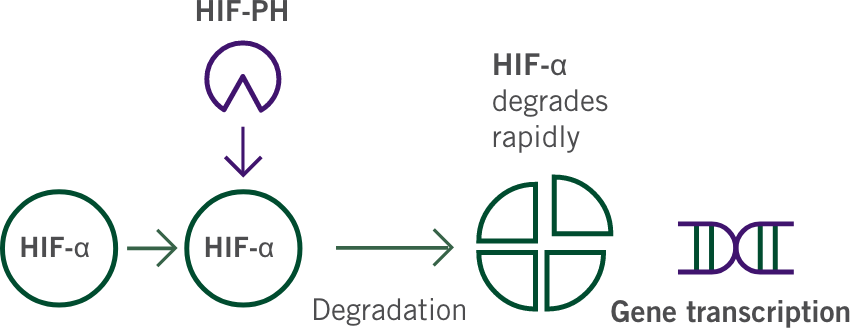 HIF-PH
HIF-α
degrades
rapidly
HIF-α
HIF-α
Degradation
Gene transcription